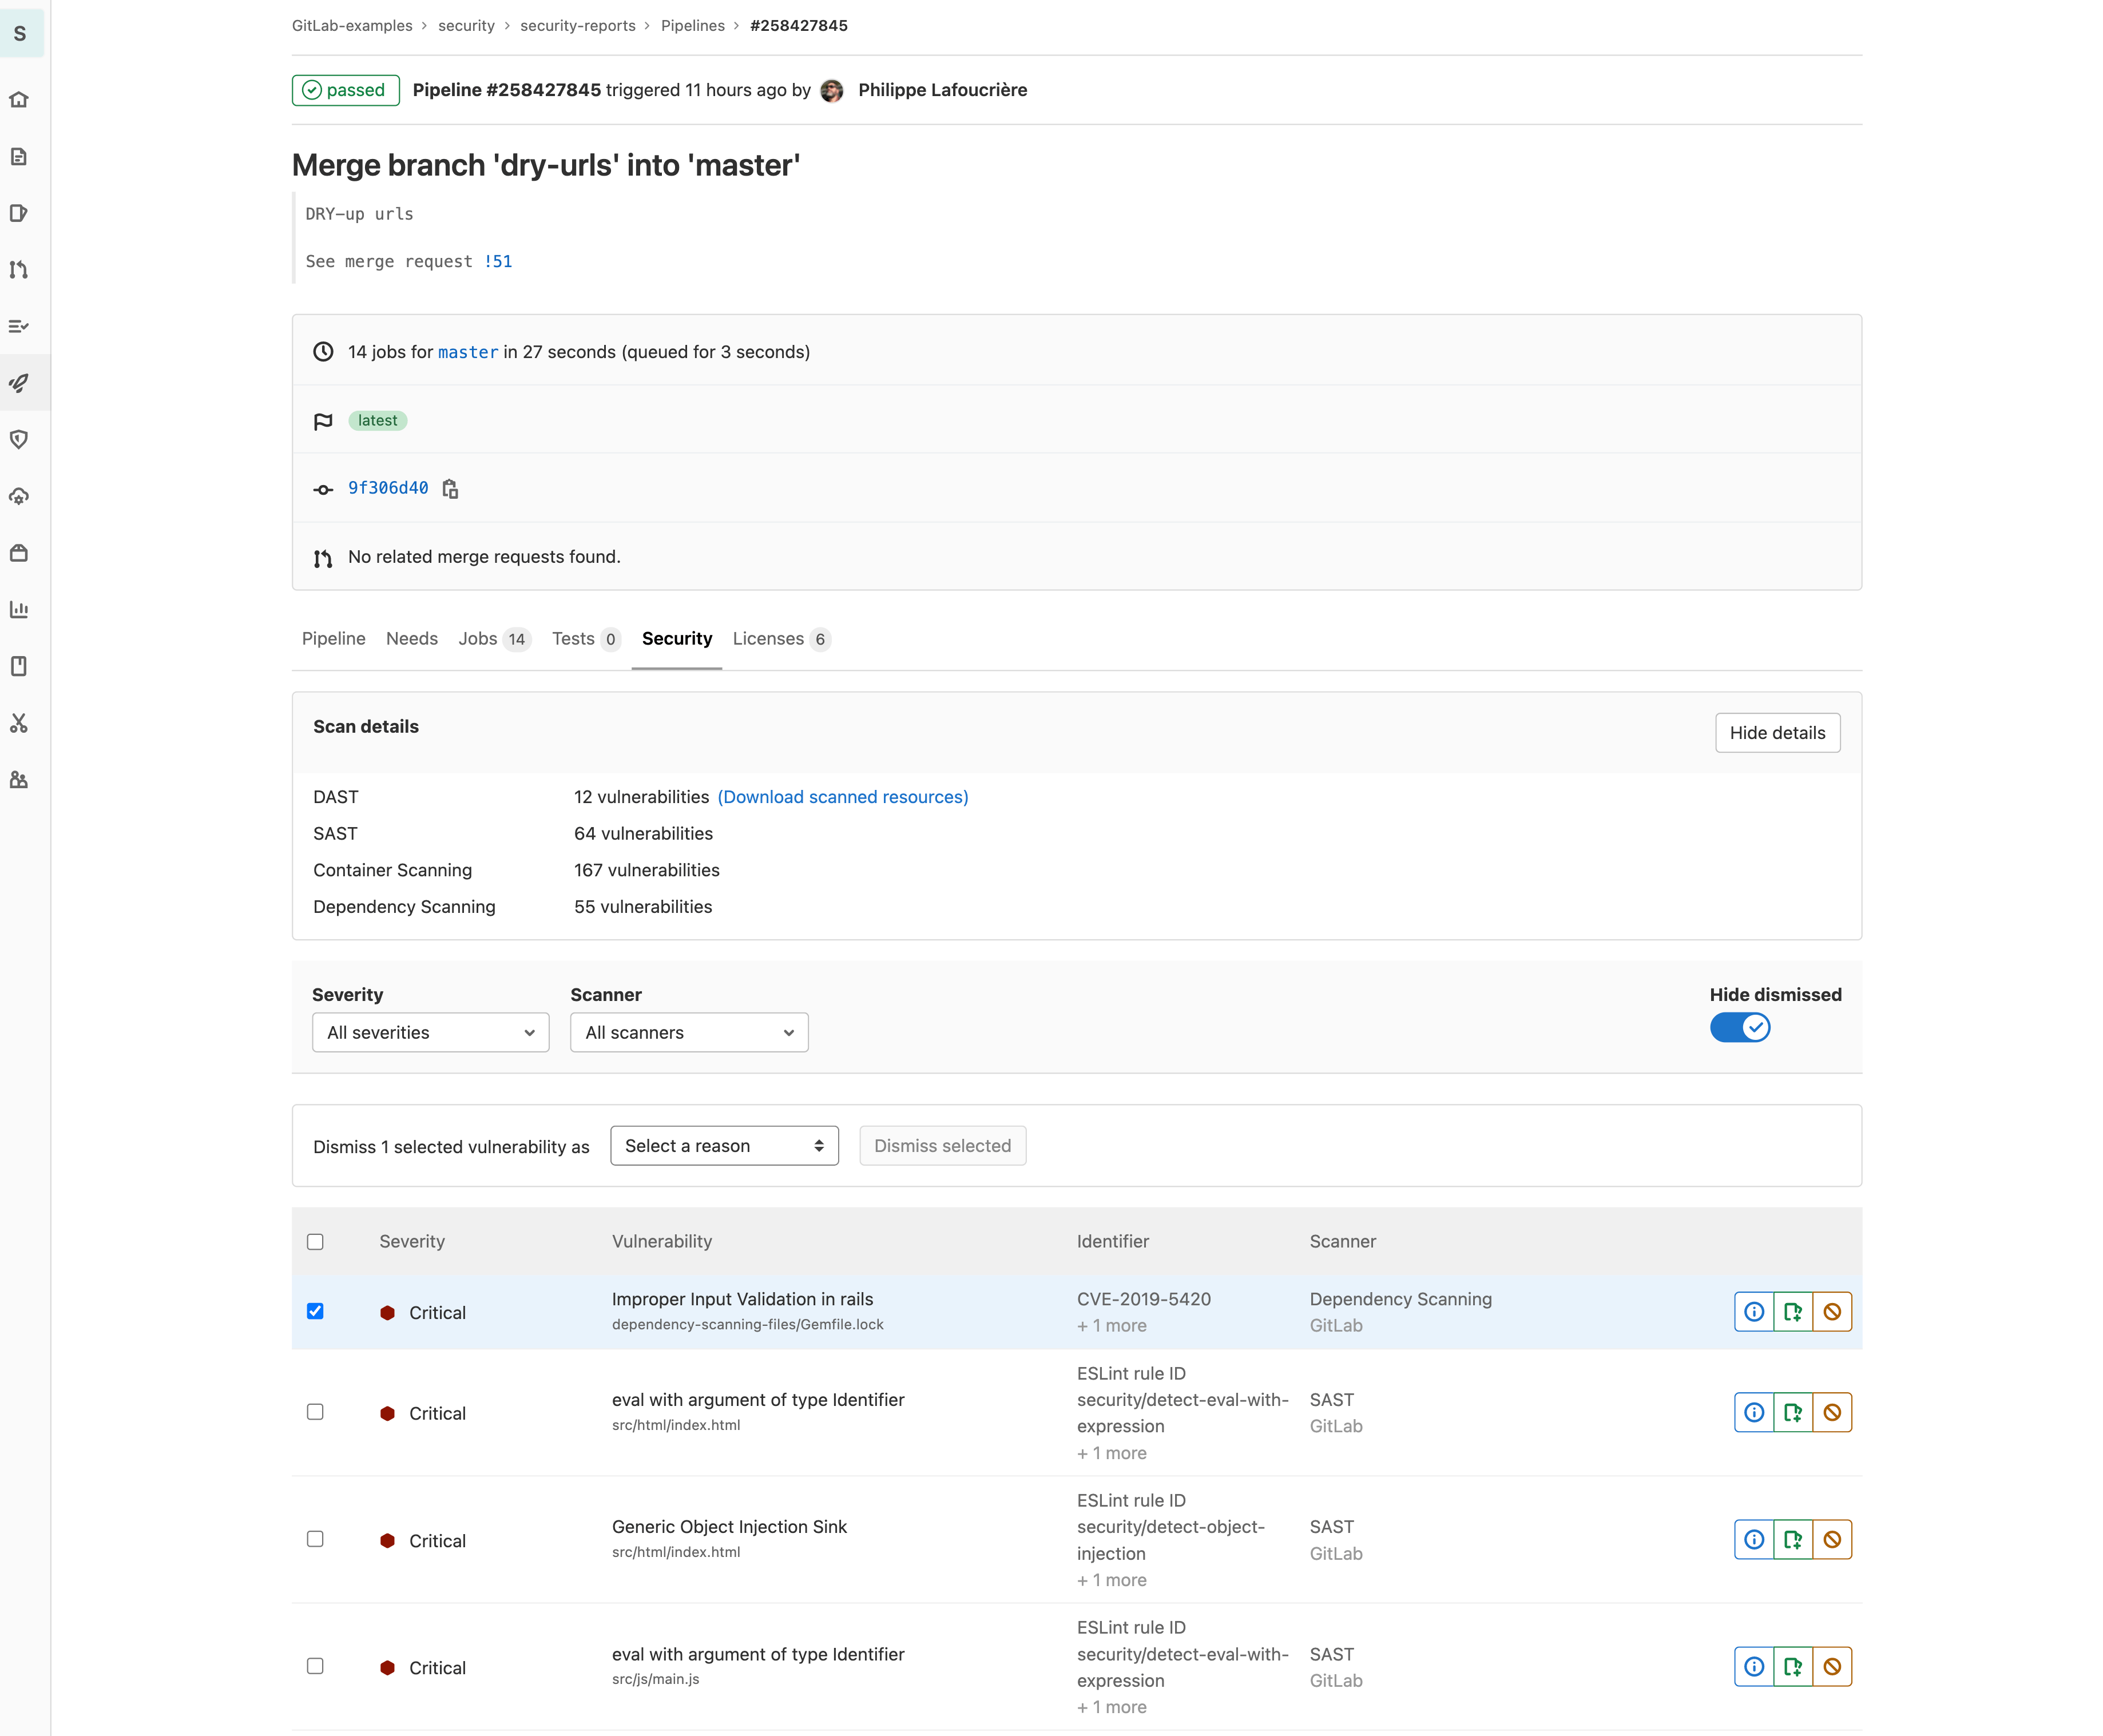 S
GitLab-examples › security › security-reports › Pipelines › #258427845
passed Pipeline #258427845 triggered 11 hours ago by Philippe Lafoucrière
Merge branch 'dry-urls' into 'master'
DRY-up urls
See merge request !51
14 jobs for master in 27 seconds (queued for 3 seconds)
latest
9f306d40
No related merge requests found.
Pipeline Needs Jobs 14 Tests 0 Security Licenses 6
Scan details Hide details
DAST 12 vulnerabilities (Download scanned resources)
SAST 64 vulnerabilities
Container Scanning 167 vulnerabilities
Dependency Scanning 55 vulnerabilities
Severity Scanner Hide dismissed
All severities All scanners
Dismiss 1 selected vulnerability as Select a reason Dismiss selected
Severity Vulnerability Identifier Scanner
Critical
Improper Input Validation in rails
dependency-scanning-files/Gemfile.lock
CVE-2019-5420
+ 1 more
Dependency Scanning
GitLab
Critical
eval with argument of type Identifier
src/html/index.html
ESLint rule ID
security/detect-eval-with-
expression
+ 1 more
SAST
GitLab
Critical
Generic Object Injection Sink
src/html/index.html
ESLint rule ID
security/detect-object-
injection
+ 1 more
SAST
GitLab
Critical
eval with argument of type Identifier
src/js/main.js
ESLint rule ID
security/detect-eval-with-
expression
+ 1 more
SAST
GitLab